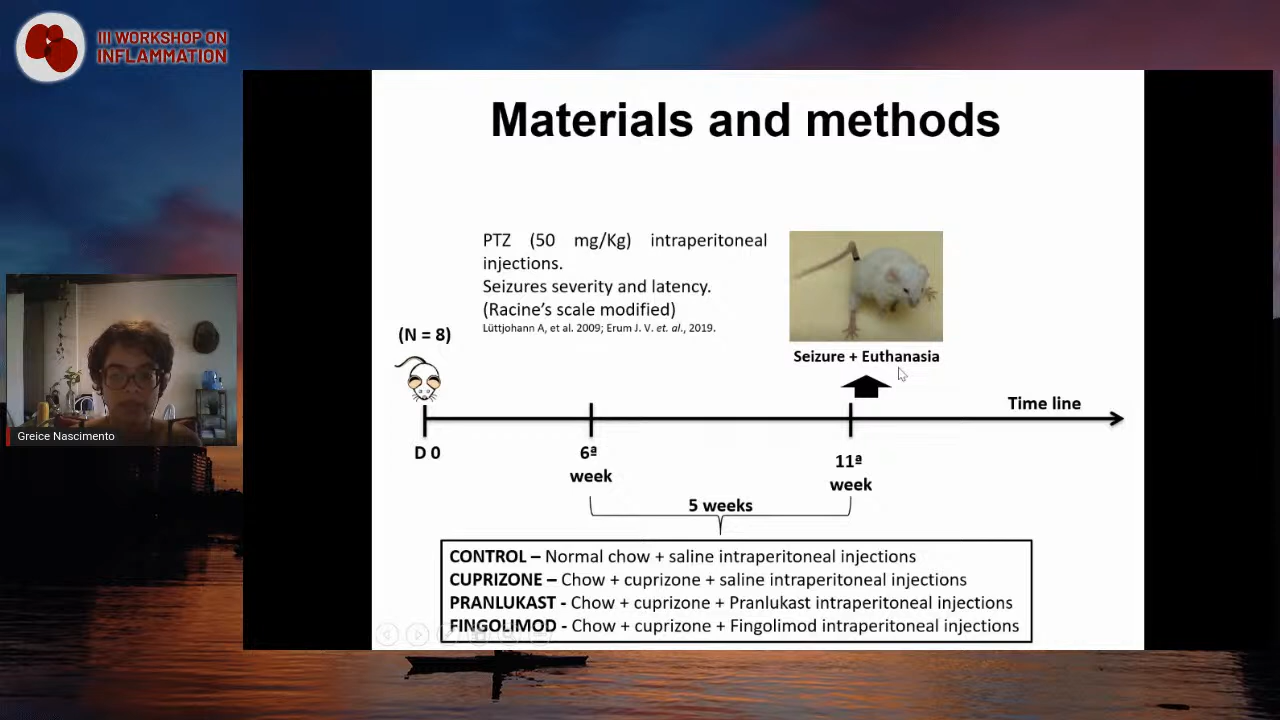 III WORKSHOP ON
INFLAMMATION
Materials and methods
PTZ (50 mg/Kg) intraperitoneal
injections.
Seizures severity and latency.
(Racine's scale modified)
Lüttjohann A, et al. 2009; Erum J. V. et. al., 2019.
(N = 8)
Seizure + Euthanasia
Time line
D 0
6ª
week
11ª
week
5 weeks
CONTROL – Normal chow + saline intraperitoneal injections
CUPRIZONE – Chow + cuprizone + saline intraperitoneal injections
PRANLUKAST - Chow + cuprizone + Pranlukast intraperitoneal injections
FINGOLIMOD - Chow + cuprizone + Fingolimod intraperitoneal injections
Greice Nascimento